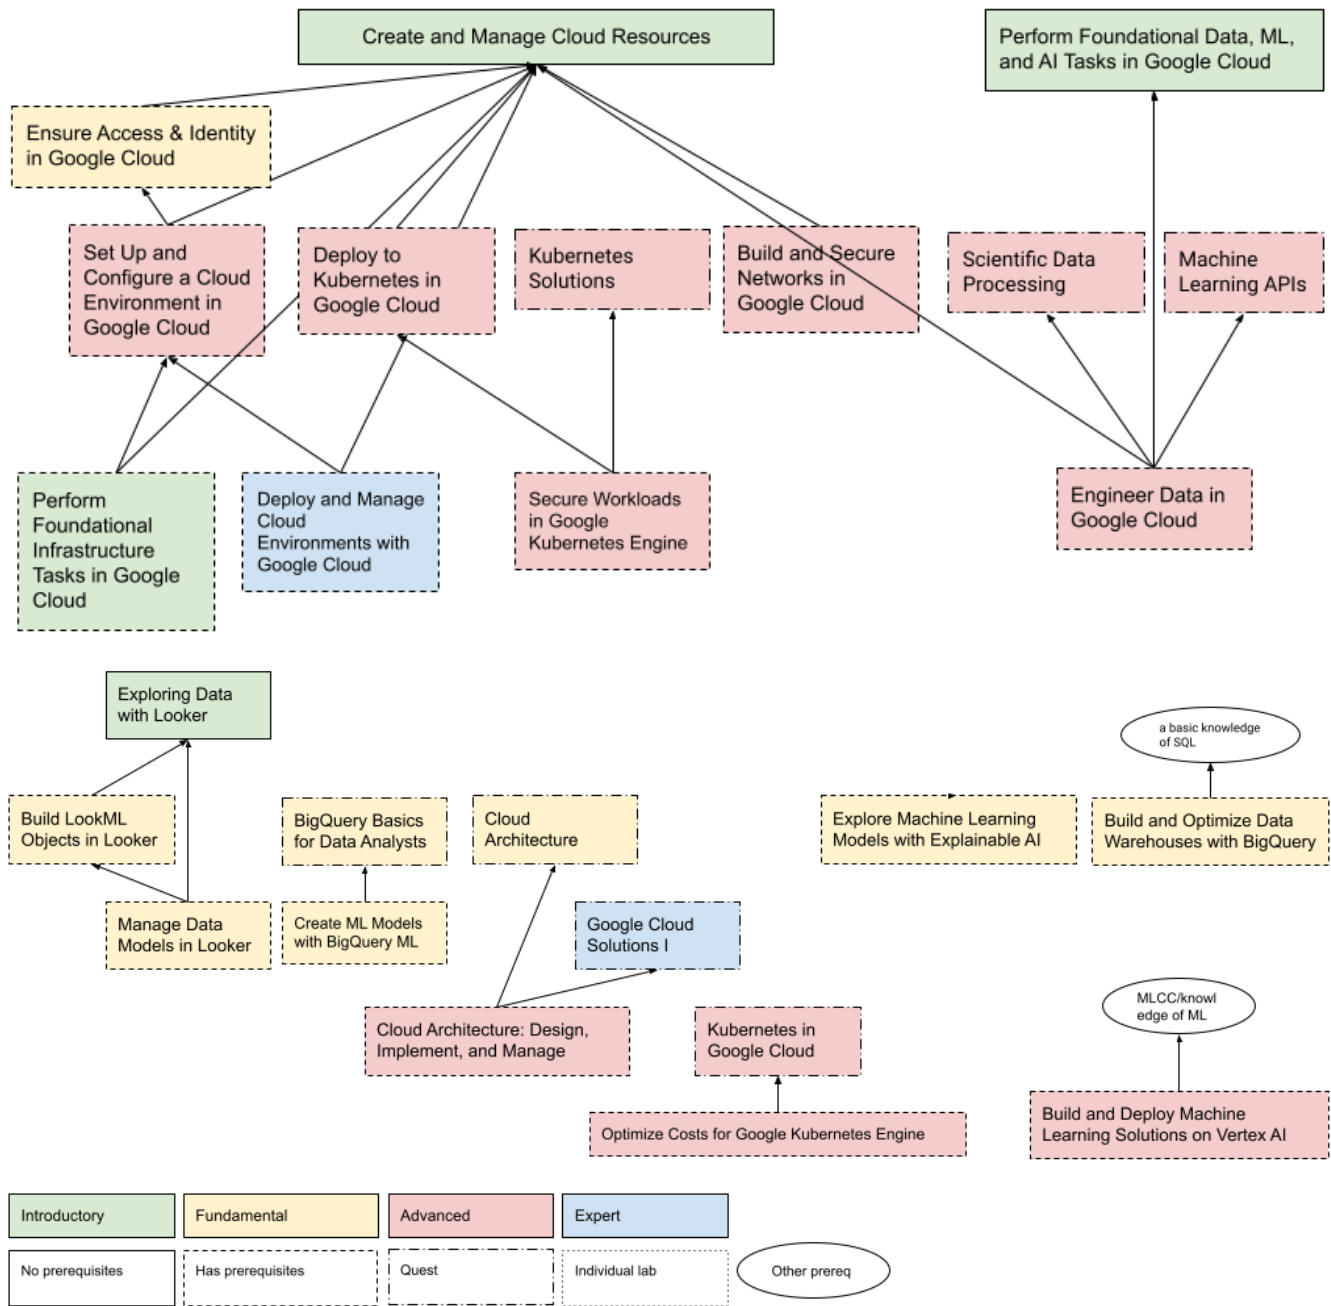 Create and Manage Cloud Resources
Perform Foundational Data, ML,
and AI Tasks in Google Cloud
Ensure Access & Identity
in Google Cloud
Set Up and
Configure a Cloud
Environment in
Google Cloud
Deploy to
Kubernetes in
Google Cloud
Kubernetes
Solutions
Build and Secure
Networks in
Google Cloud
Scientific Data
Processing
Machine
Learning APIs
Perform
Foundational
Infrastructure
Tasks in Google
Cloud
Deploy and Manage
Cloud
Environments with
Google Cloud
Secure Workloads
in Google
Kubernetes Engine
Engineer Data in
Google Cloud
Exploring Data
with Looker
a basic knowledge
of SQL
Build LookML
Objects in Looker
BigQuery Basics
for Data Analysts
Cloud
Architecture
Explore Machine Learning
Models with Explainable AI
Build and Optimize Data
Warehouses with BigQuery
Manage Data
Models in Looker
Create ML Models
with BigQuery ML
Google Cloud
Solutions I
Cloud Architecture: Design,
Implement, and Manage
Kubernetes in
Google Cloud
MLCC/knowl
edge of ML
Optimize Costs for Google Kubernetes Engine
Build and Deploy Machine
Learning Solutions on Vertex AI
Introductory
Fundamental
Advanced
Expert
No prerequisites
Has prerequisites
Quest
Individual lab
Other prereq